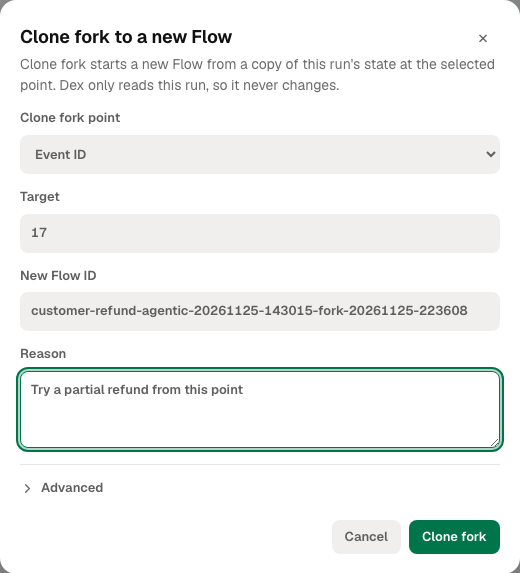 Clone fork to a new Flow
×
Clone fork starts a new Flow from a copy of this run's state at the selected
point. Dex only reads this run, so it never changes.
Clone fork point
Event ID
Target
17
New Flow ID
customer-refund-agentic-20261125-143015-fork-20261125-223608
Reason
Try a partial refund from this point
Advanced
Cancel
Clone fork